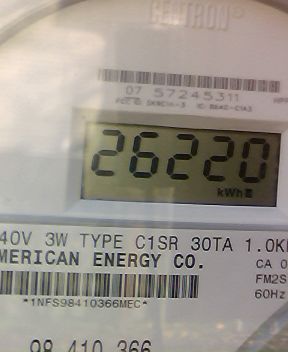 CENTRON®
07 57245311
26220
kWh
40V 3W TYPE C1SR 30TA 1.0K
MERICAN ENERGY CO.
CA 0
FM2S
60Hz
*1NFS98410366MEC*
98 410 366